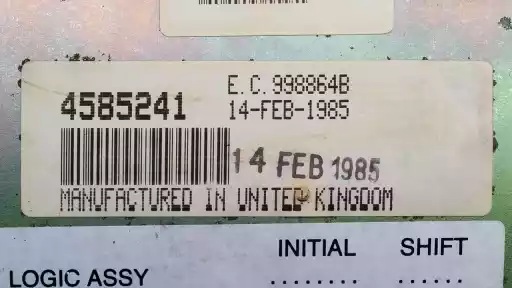 E.C. 998864B
4585241
14-FEB-1985
14 FEB 1985
MANUFACTURED IN UNITED KINGDOM
INITIAL SHIFT
LOGIC ASSY ........ ......